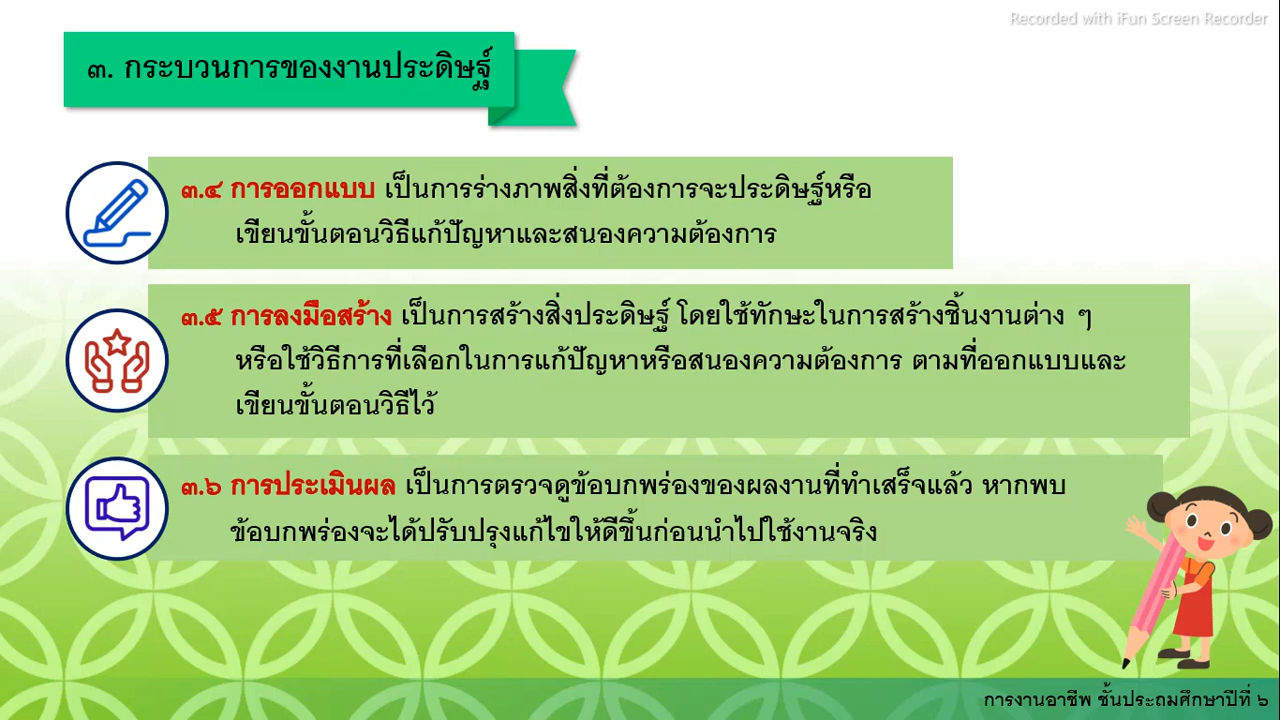 Recorded with iFun Screen Recorder
๓. กระบวนการของงานประดิษฐ์
๓.๔ การออกแบบ เป็นการร่างภาพสิ่งที่ต้องการจะประดิษฐ์หรือ
เขียนขั้นตอนวิธีแก้ปัญหาและสนองความต้องการ
๓.๕ การลงมือสร้าง เป็นการสร้างสิ่งประดิษฐ์ โดยใช้ทักษะในการสร้างชิ้นงานต่าง ๆ
หรือใช้วิธีการที่เลือกในการแก้ปัญหาหรือสนองความต้องการ ตามที่ออกแบบและ
เขียนขั้นตอนวิธีไว้
๓.๖ การประเมินผล เป็นการตรวจดูข้อบกพร่องของผลงานที่ทำเสร็จแล้ว หากพบ
ข้อบกพร่องจะได้ปรับปรุงแก้ไขให้ดีขึ้นก่อนนำไปใช้งานจริง
การงานอาชีพ ชั้นประถมศึกษาปีที่ ๖